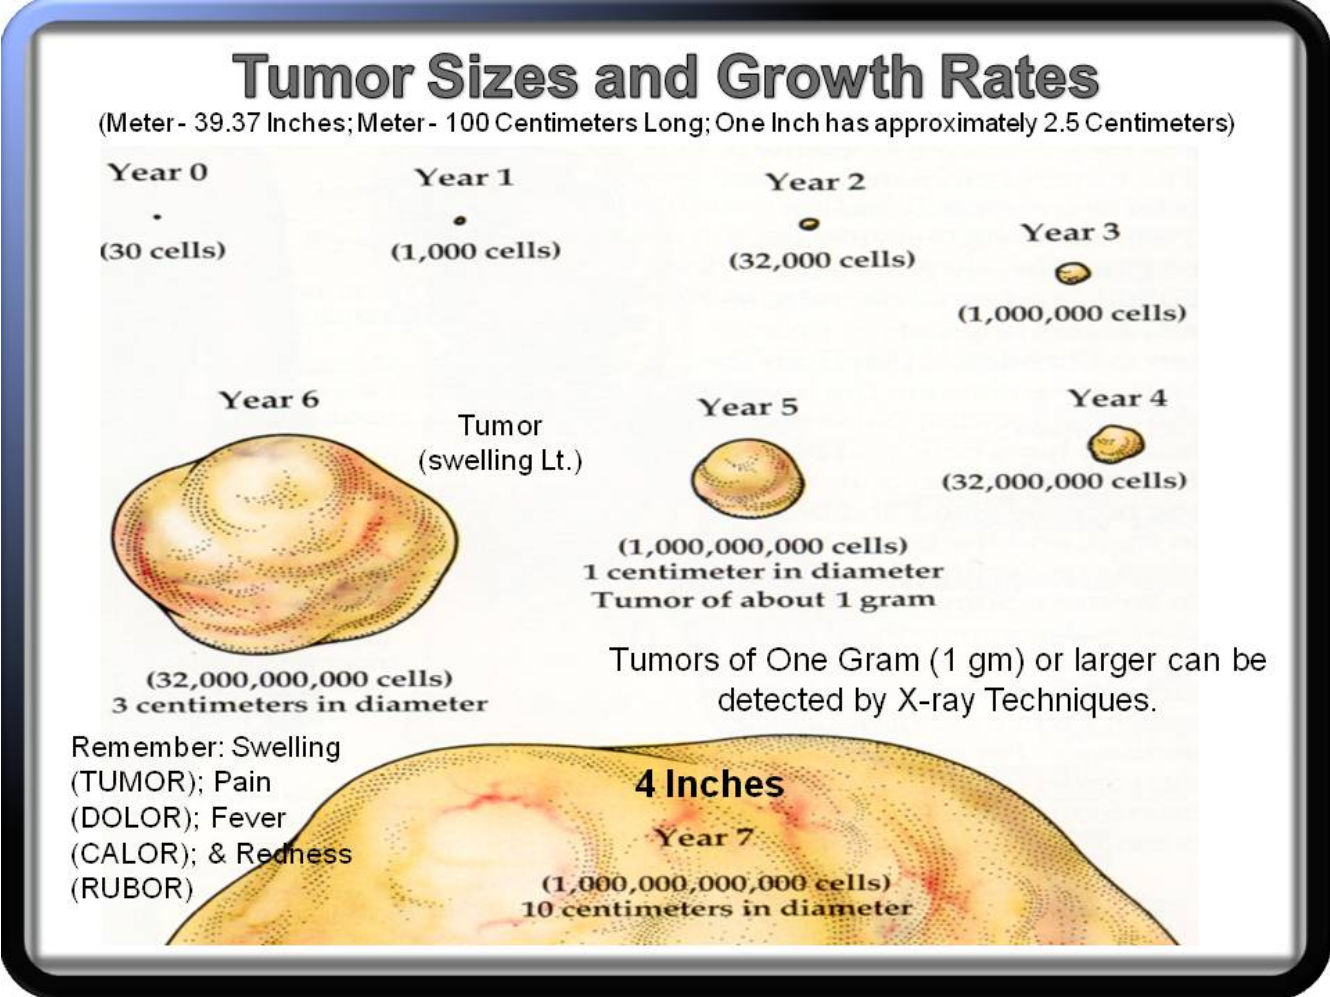 Tumor Sizes and Growth Rates
(Meter - 39.37 Inches; Meter - 100 Centimeters Long; One Inch has approximately 2.5 Centimeters)
Year 0
(30 cells)
Year 1
(1,000 cells)
Year 2
(32,000 cells)
Year 3
(1,000,000 cells)
Year 4
(32,000,000 cells)
Year 5
(1,000,000,000 cells)
1 centimeter in diameter
Tumor of about 1 gram
Tumor
(swelling Lt.)
Year 6
(32,000,000,000 cells)
3 centimeters in diameter
Tumors of One Gram (1 gm) or larger can be
detected by X-ray Techniques.
Remember: Swelling
(TUMOR); Pain
(DOLOR); Fever
(CALOR); & Redness
(RUBOR)
4 Inches
Year 7
(1,000,000,000,000 cells)
10 centimeters in diameter